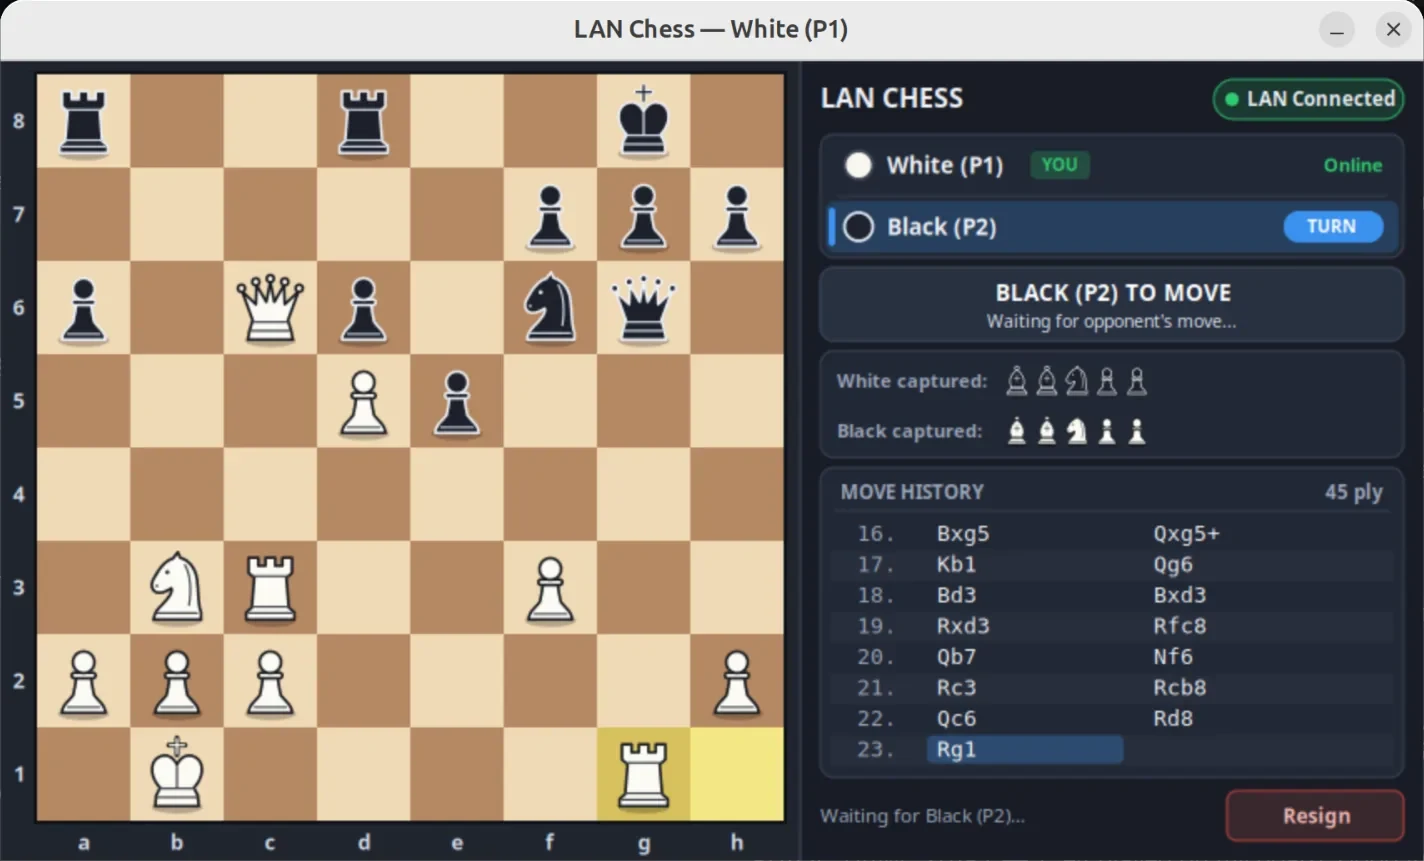 LAN Chess — White (P1)
8
7
6
5
4
3
2
1
a b c d e f g h
LAN CHESS
LAN Connected
White (P1) YOU Online
Black (P2) TURN
BLACK (P2) TO MOVE
Waiting for opponent's move...
White captured:
Black captured:
MOVE HISTORY 45 ply
16. Bxg5 Qxg5+
17. Kb1 Qg6
18. Bd3 Bxd3
19. Rxd3 Rfc8
20. Qb7 Nf6
21. Rc3 Rcb8
22. Qc6 Rd8
23. Rg1
Waiting for Black (P2)...
Resign